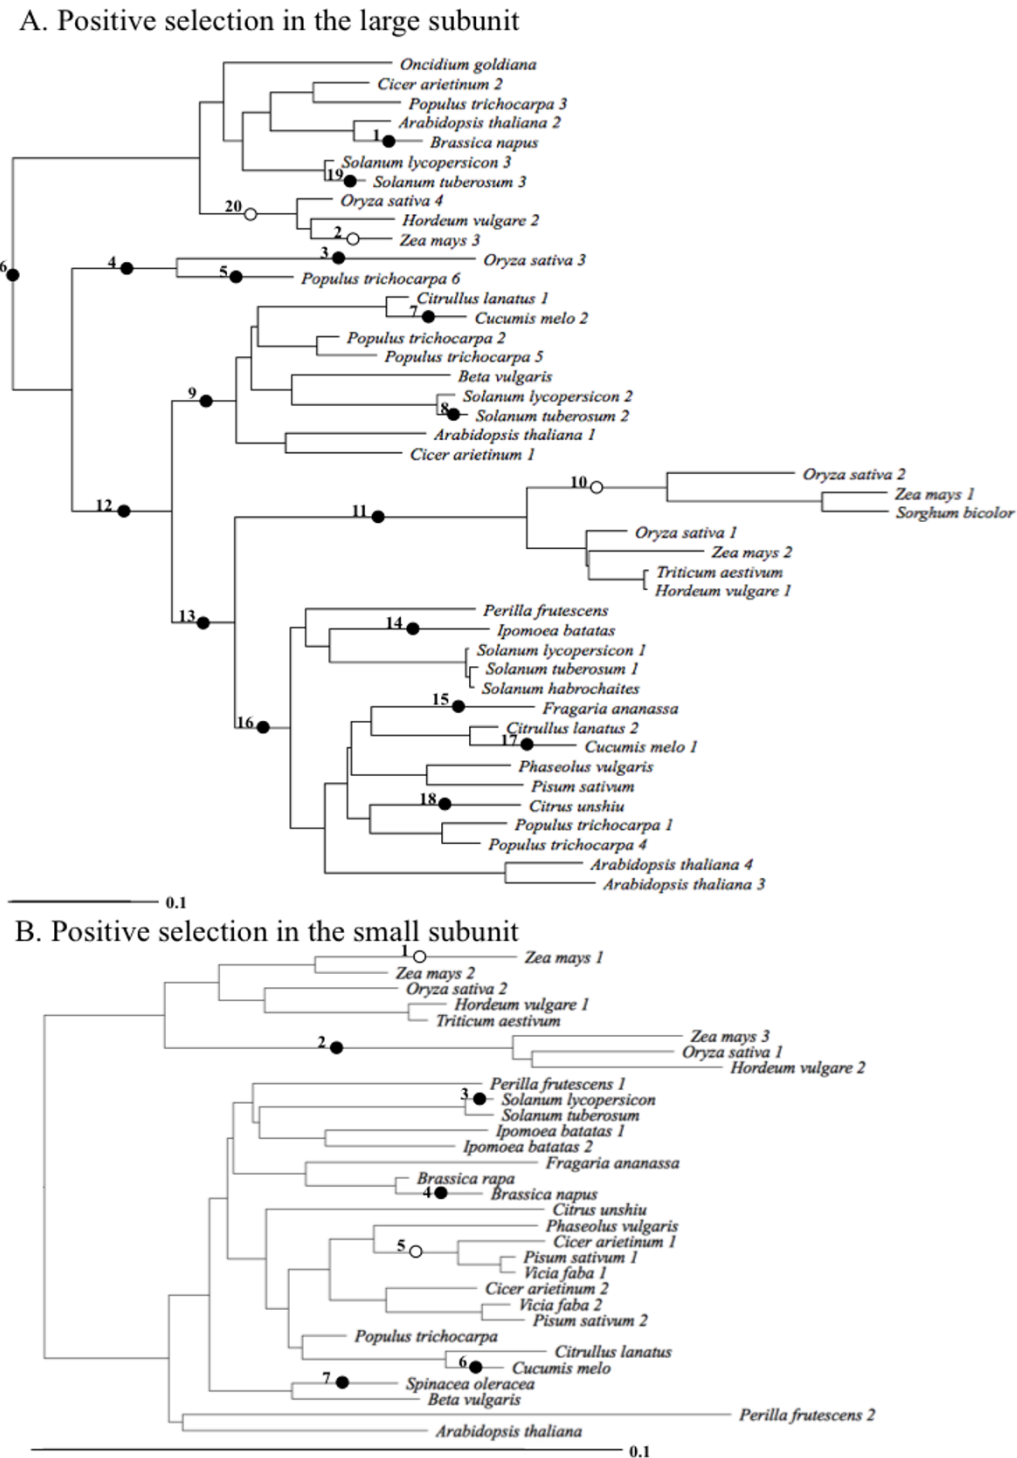 A. Positive selection in the large subunit
Oncidium goldiana
Cicer arietinum 2
Populus trichocarpa 3
Arabidopsis thaliana 2
1 Brassica napus
Solanum lycopersicon 3
19 Solanum tuberosum 3
20 Oryza sativa 4
Hordeum vulgare 2
2 Zea mays 3
3 Oryza sativa 3
6 4
5 Populus trichocarpa 6
Citrullus lanatus 1
7 Cucumis melo 2
Populus trichocarpa 2
Populus trichocarpa 5
Beta vulgaris
9 Solanum lycopersicon 2
8 Solanum tuberosum 2
Arabidopsis thaliana 1
Cicer arietinum 1
Oryza sativa 2
10 Zea mays 1
12 11 Sorghum bicolor
Oryza sativa 1
Zea mays 2
Triticum aestivum
Hordeum vulgare 1
Perilla frutescens
13 14 Ipomoea batatas
Solanum lycopersicon 1
Solanum tuberosum 1
Solanum habrochaites
15 Fragaria ananassa
16 Citrullus lanatus 2
17 Cucumis melo 1
Phaseolus vulgaris
Pisum sativum
18 Citrus unshiu
Populus trichocarpa 1
Populus trichocarpa 4
Arabidopsis thaliana 4
Arabidopsis thaliana 3
0.1
B. Positive selection in the small subunit
1 Zea mays 1
Zea mays 2
Oryza sativa 2
Hordeum vulgare 1
Triticum aestivum
Zea mays 3
2 Oryza sativa 1
Hordeum vulgare 2
Perilla frutescens 1
3 Solanum lycopersicon
Solanum tuberosum
Ipomoea batatas 1
Ipomoea batatas 2
Fragaria ananassa
Brassica rapa
4 Brassica napus
Citrus unshiu
Phaseolus vulgaris
5 Cicer arietinum 1
Pisum sativum 1
Vicia faba 1
Cicer arietinum 2
Vicia faba 2
Pisum sativum 2
Populus trichocarpa
Citrullus lanatus
6 Cucumis melo
7 Spinacea oleracea
Beta vulgaris
Perilla frutescens 2
Arabidopsis thaliana
0.1